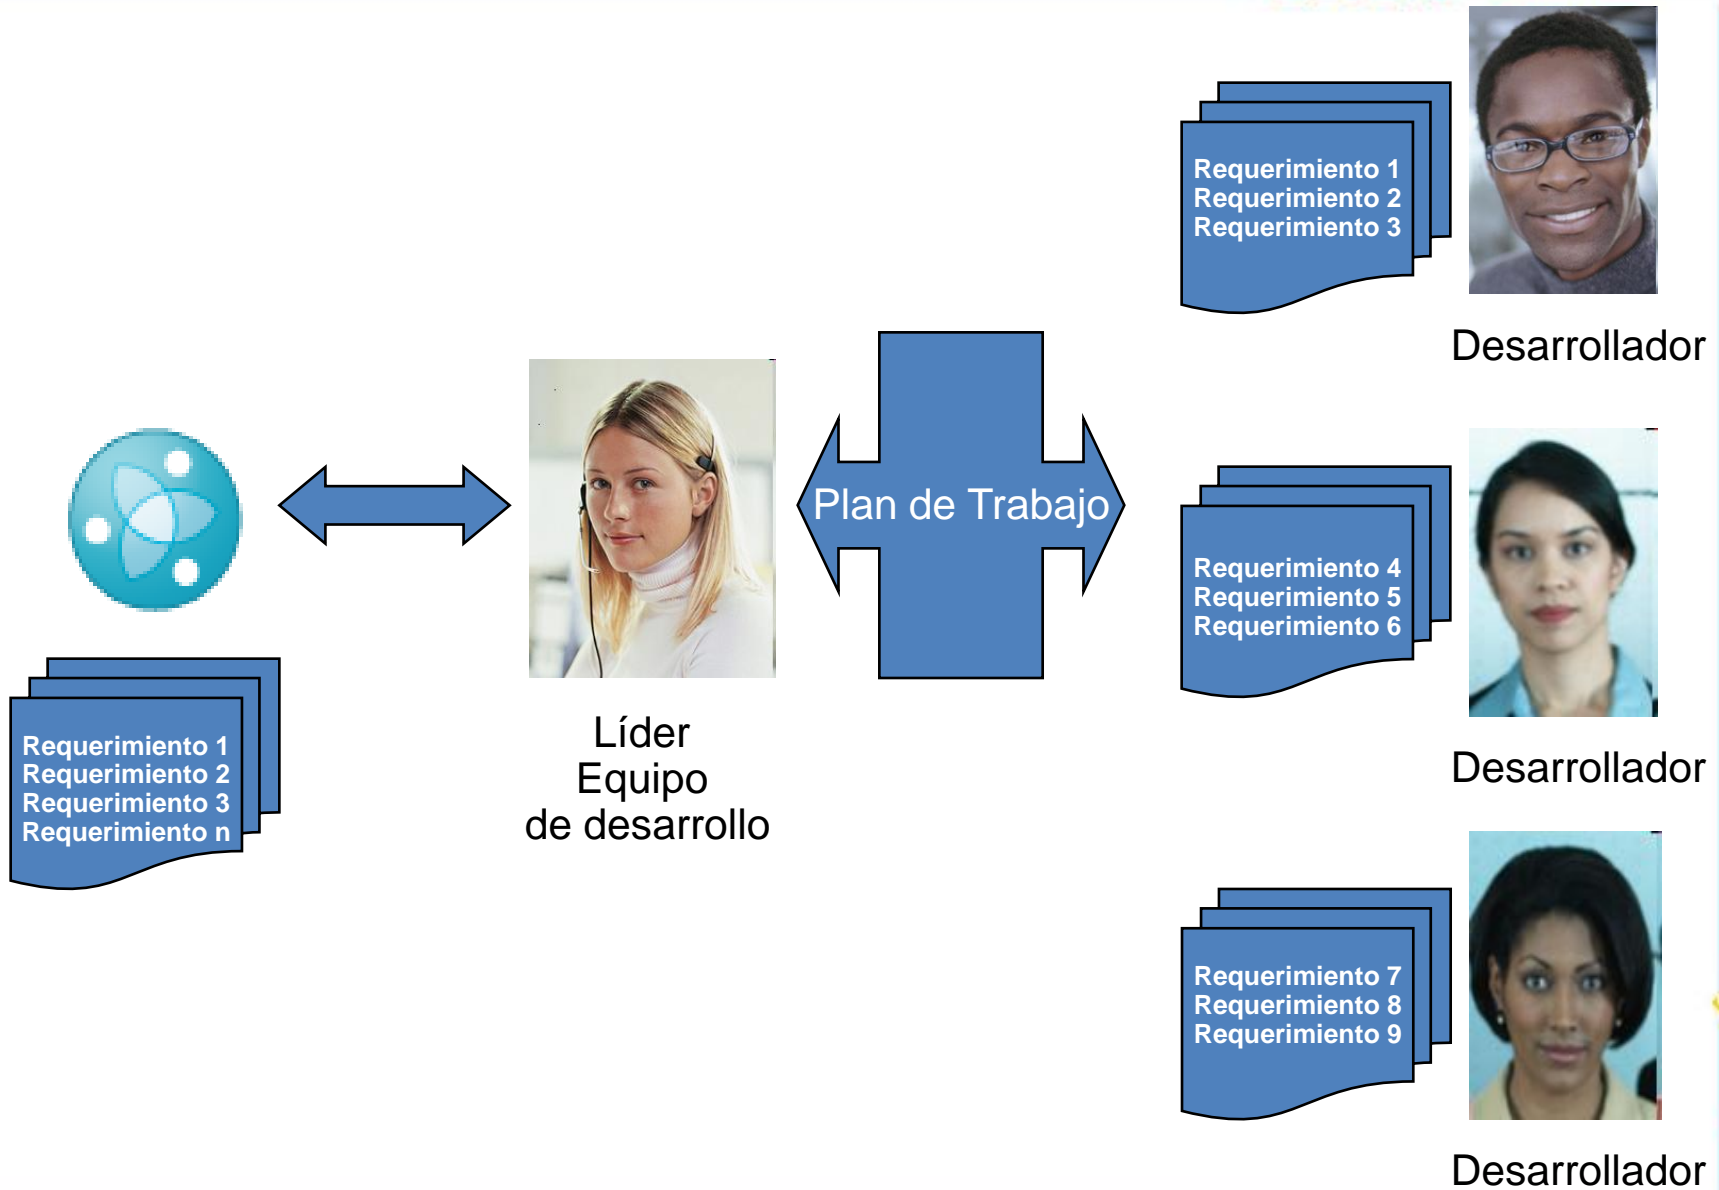 Requerimiento 1
Requerimiento 2
Requerimiento 3
Desarrollador
Plan de Trabajo
Requerimiento 4
Requerimiento 5
Requerimiento 6
Desarrollador
Requerimiento 1
Requerimiento 2
Requerimiento 3
Requerimiento n
Líder
Equipo
de desarrollo
Requerimiento 7
Requerimiento 8
Requerimiento 9
Desarrollador